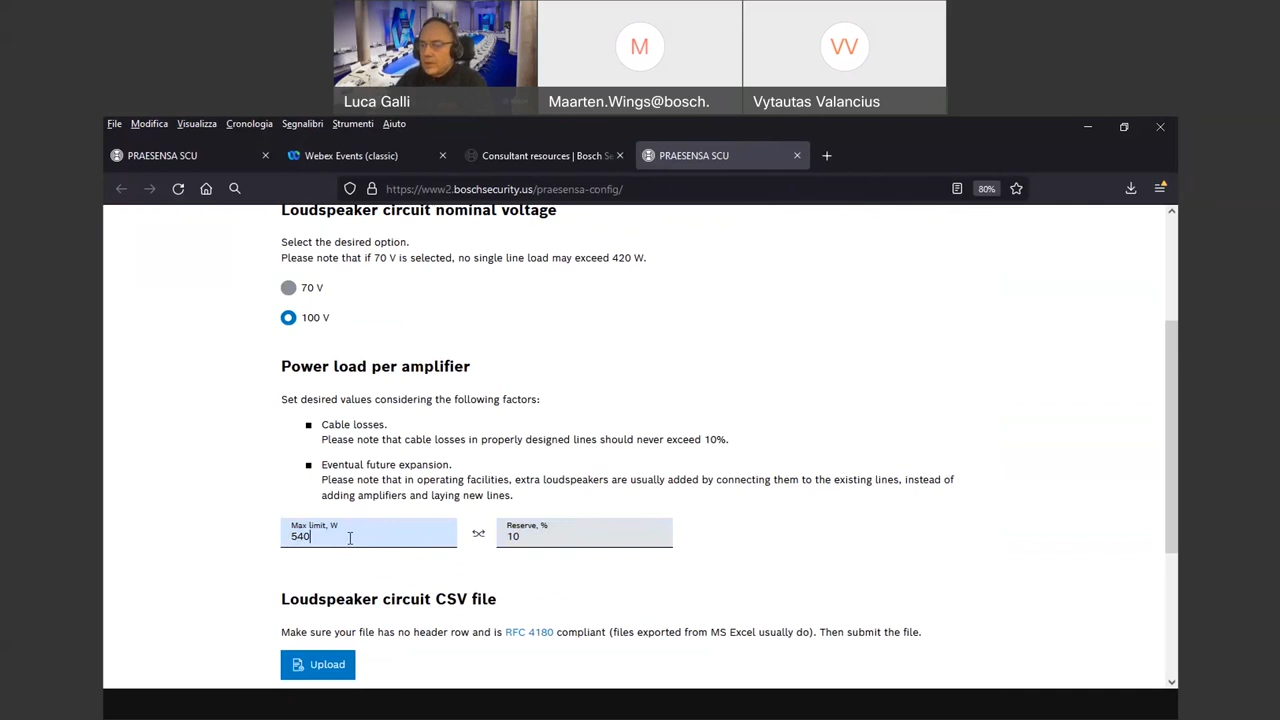 M
VV
Luca Galli
Maarten.Wings@bosch.
Vytautas Valancius
File Modifica Visualizza Cronologia Segnalibri Strumenti Aiuto
PRAESENSA SCU
Webex Events (classic)
Consultant resources | Bosch Se
PRAESENSA SCU
https://www2.boschsecurity.us/praesensa-config/
80%
Loudspeaker circuit nominal voltage
Select the desired option.
Please note that if 70 V is selected, no single line load may exceed 420 W.
70 V
100 V
Power load per amplifier
Set desired values considering the following factors:
Cable losses.
Please note that cable losses in properly designed lines should never exceed 10%.
Eventual future expansion.
Please note that in operating facilities, extra loudspeakers are usually added by connecting them to the existing lines, instead of
adding amplifiers and laying new lines.
Max limit, W
540
Reserve, %
10
Loudspeaker circuit CSV file
Make sure your file has no header row and is RFC 4180 compliant (files exported from MS Excel usually do). Then submit the file.
Upload